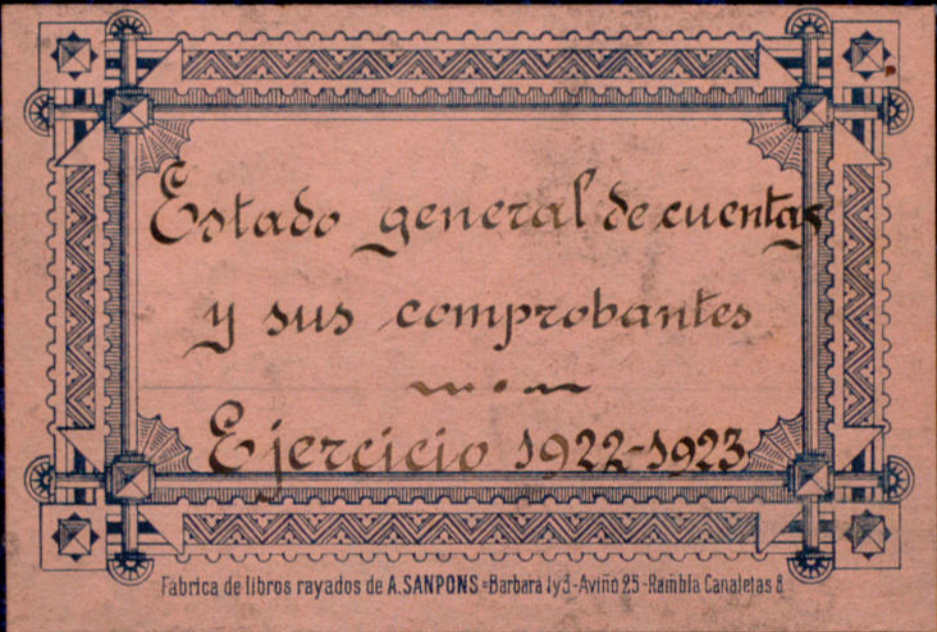 Estado general de cuentas
y sus comprobantes
Ejercicio 1922-1923
Fabrica de libros rayados de A. SANPONS=Barbara 1y3-Aviñó 25-Rambla Canaletas 8